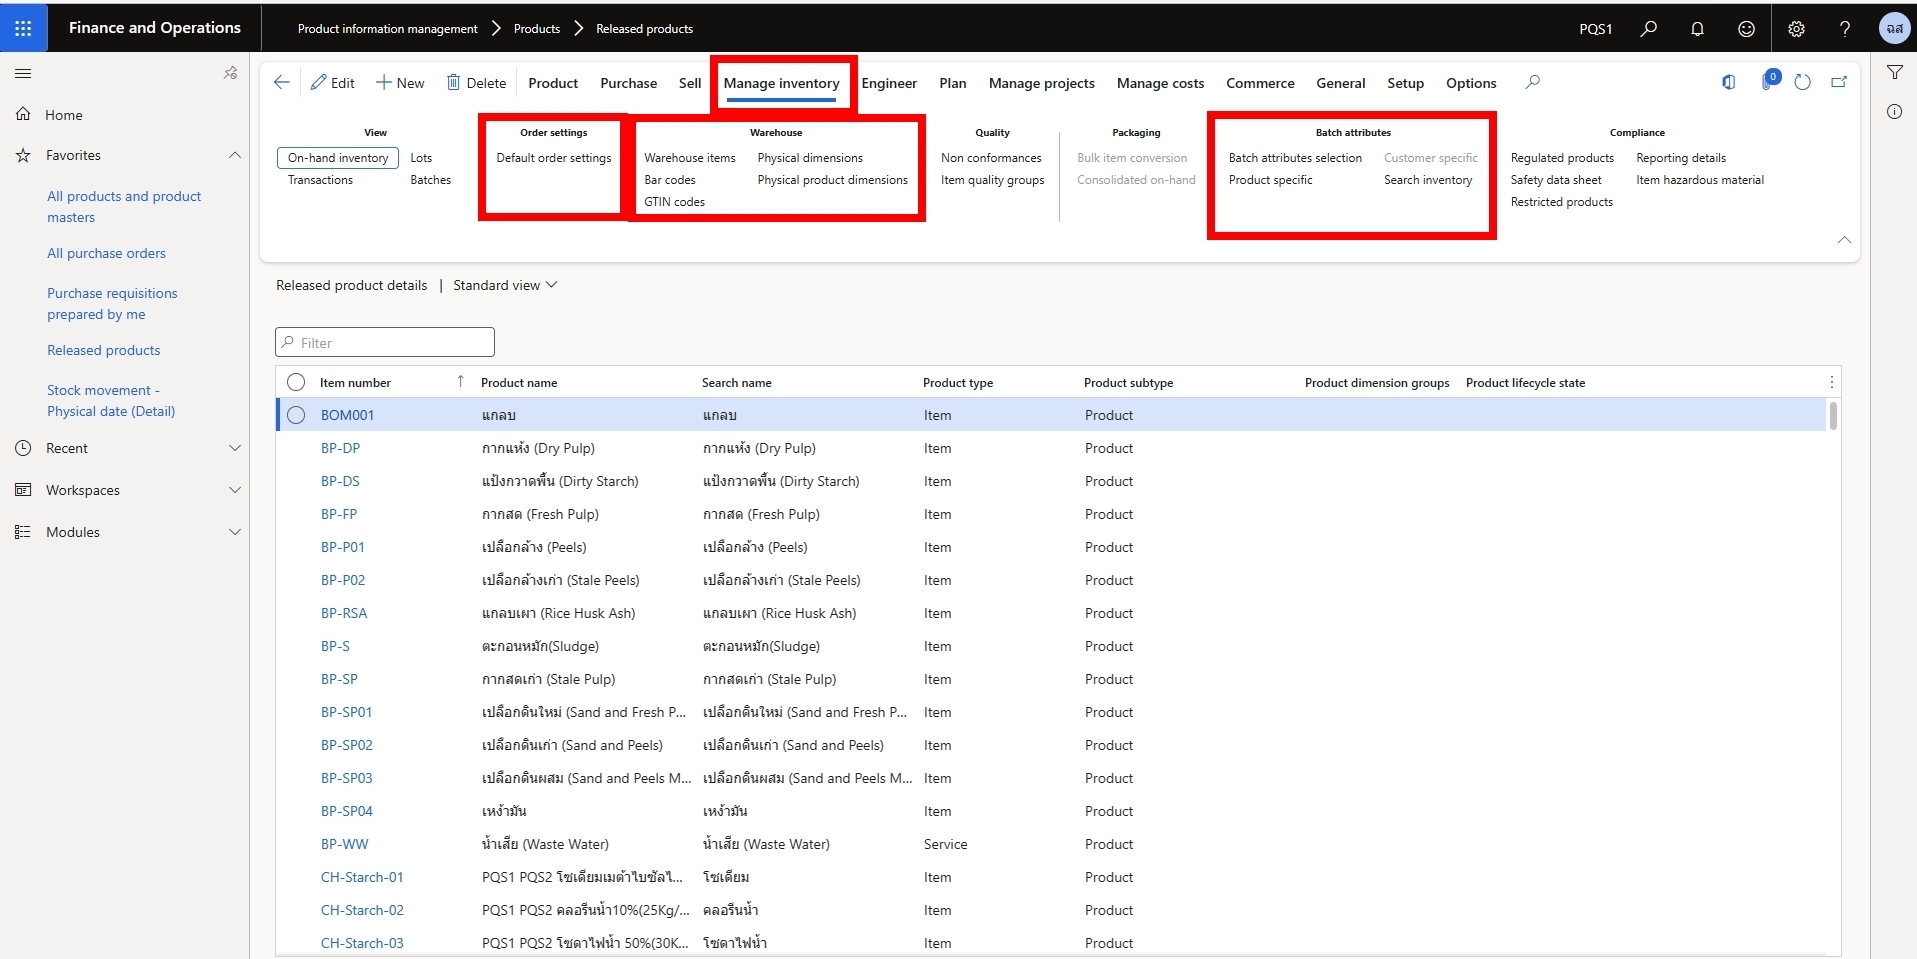 Finance and Operations
Product information management > Products > Released products
PQS1
ฉส
Home
Favorites
All products and product
masters
All purchase orders
Purchase requisitions
prepared by me
Released products
Stock movement -
Physical date (Detail)
Recent
Workspaces
Modules
Edit New Delete Product Purchase Sell Manage inventory Engineer Plan Manage projects Manage costs Commerce General Setup Options 0
View
On-hand inventory Lots
Transactions Batches
Order settings
Default order settings
Warehouse
Warehouse items Physical dimensions
Bar codes Physical product dimensions
GTIN codes
Quality
Non conformances
Item quality groups
Packaging
Bulk item conversion
Consolidated on-hand
Batch attributes
Batch attributes selection Customer specific
Product specific Search inventory
Compliance
Regulated products Reporting details
Safety data sheet Item hazardous material
Restricted products
Released product details | Standard view
Filter
Item number Product name Search name Product type Product subtype Product dimension groups Product lifecycle state
BOM001 แกลบ แกลบ Item Product
BP-DP กากแห้ง (Dry Pulp) กากแห้ง (Dry Pulp) Item Product
BP-DS แป้งกวาดพื้น (Dirty Starch) แป้งกวาดพื้น (Dirty Starch) Item Product
BP-FP กากสด (Fresh Pulp) กากสด (Fresh Pulp) Item Product
BP-P01 เปลือกล้าง (Peels) เปลือกล้าง (Peels) Item Product
BP-P02 เปลือกล้างเก่า (Stale Peels) เปลือกล้างเก่า (Stale Peels) Item Product
BP-RSA แกลบเผา (Rice Husk Ash) แกลบเผา (Rice Husk Ash) Item Product
BP-S ตะกอนหมัก(Sludge) ตะกอนหมัก(Sludge) Item Product
BP-SP กากสดเก่า (Stale Pulp) กากสดเก่า (Stale Pulp) Item Product
BP-SP01 เปลือกดินใหม่ (Sand and Fresh P... เปลือกดินใหม่ (Sand and Fresh P... Item Product
BP-SP02 เปลือกดินเก่า (Sand and Peels) เปลือกดินเก่า (Sand and Peels) Item Product
BP-SP03 เปลือกดินผสม (Sand and Peels M... เปลือกดินผสม (Sand and Peels M... Item Product
BP-SP04 เหง้ามัน เหง้ามัน Item Product
BP-WW น้ำเสีย (Waste Water) น้ำเสีย (Waste Water) Service Product
CH-Starch-01 PQS1 PQS2 โซเดียมเมต้าไบซัลไ... โซเดียม Item Product
CH-Starch-02 PQS1 PQS2 คลอรีนน้ำ10%(25Kg/... คลอรีนน้ำ Item Product
CH-Starch-03 PQS1 PQS2 โซดาไฟน้ำ 50%(30K... โซดาไฟน้ำ Item Product